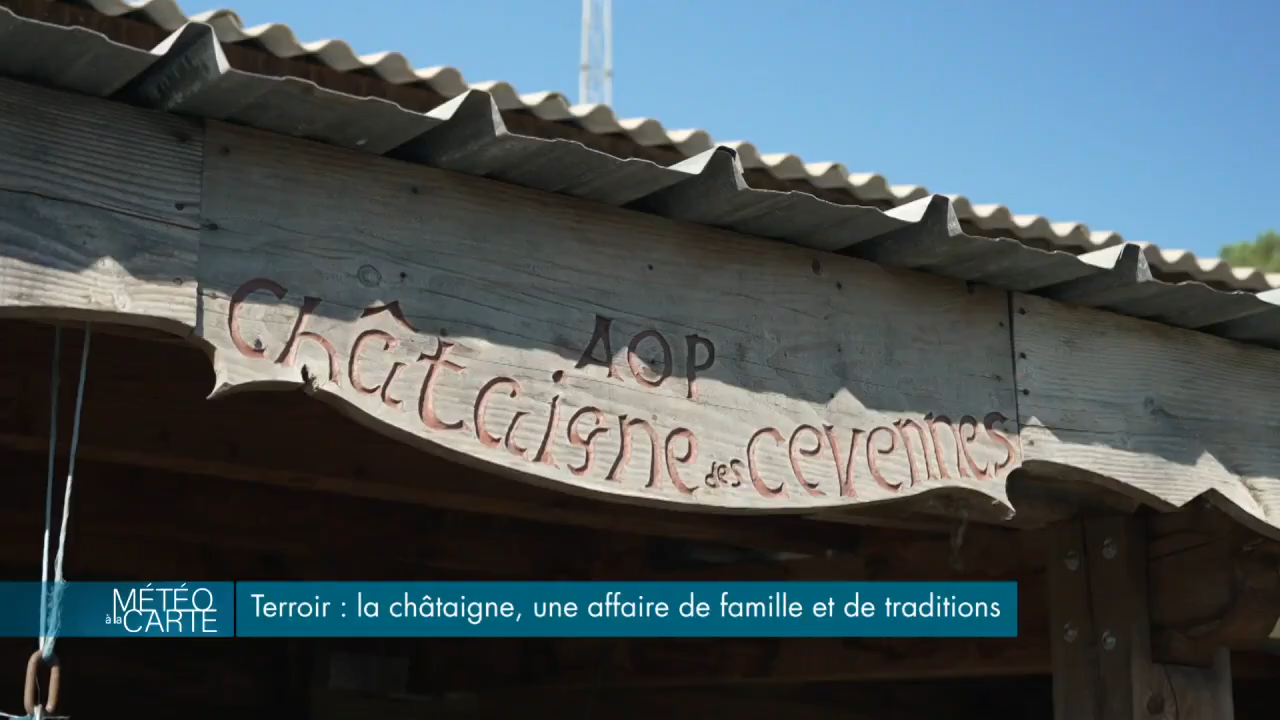 AOP
Châtaigne des Cevennes
MÉTÉO
à la CARTE
Terroir : la châtaigne, une affaire de famille et de traditions